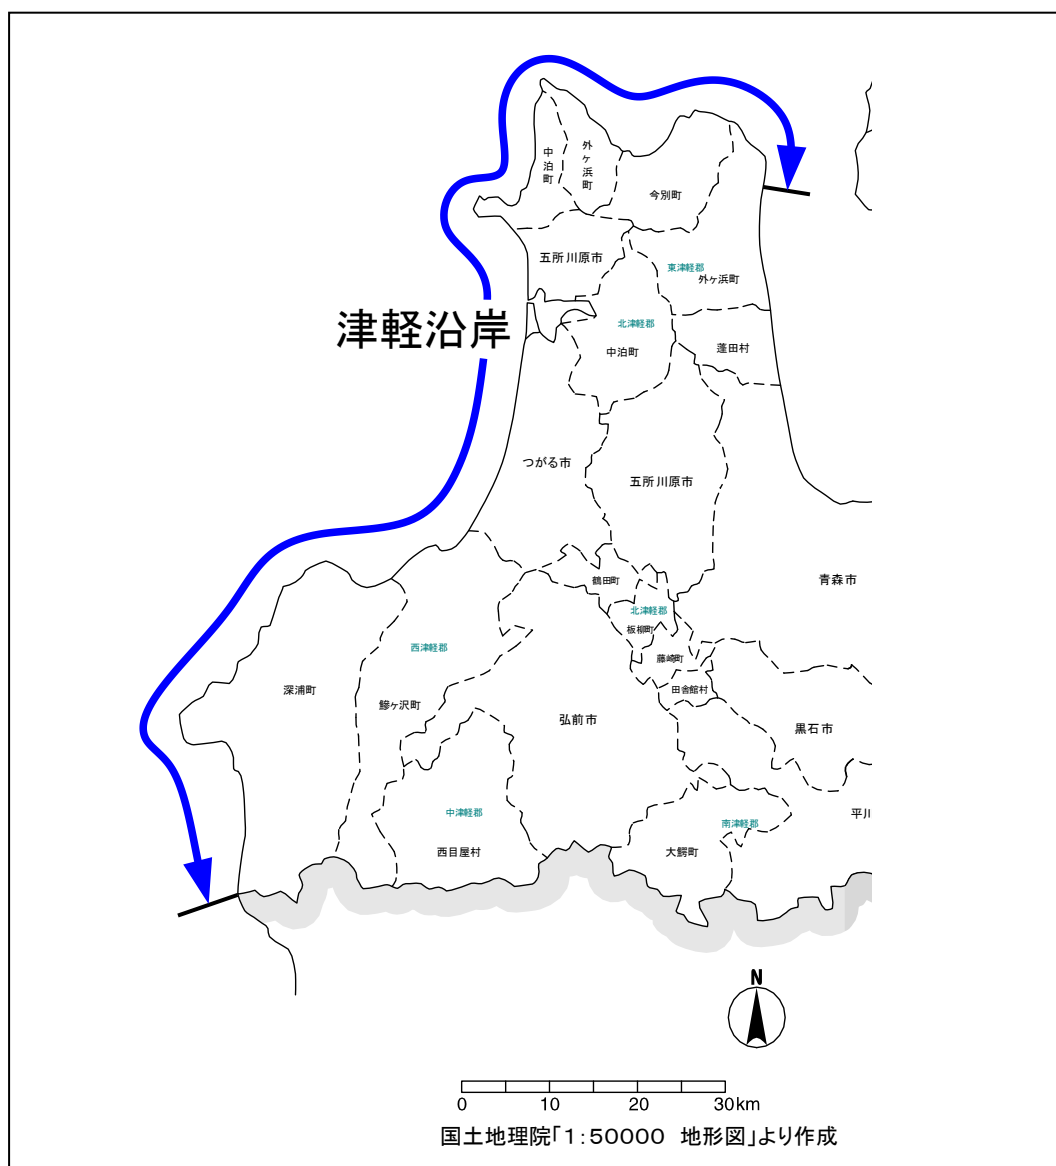 中泊町
外ヶ浜町
今別町
五所川原市
東津軽郡
外ヶ浜町
津軽沿岸
北津軽郡
中泊町
蓬田村
つがる市
五所川原市
青森市
鶴田町
北津軽郡
板柳町
西津軽郡
藤崎町
深浦町
鰺ヶ沢町
田舎館村
弘前市
黒石市
中津軽郡
南津軽郡
平川
西目屋村
大鰐町
N
0 10 20 30km
国土地理院「1:50000 地形図」より作成